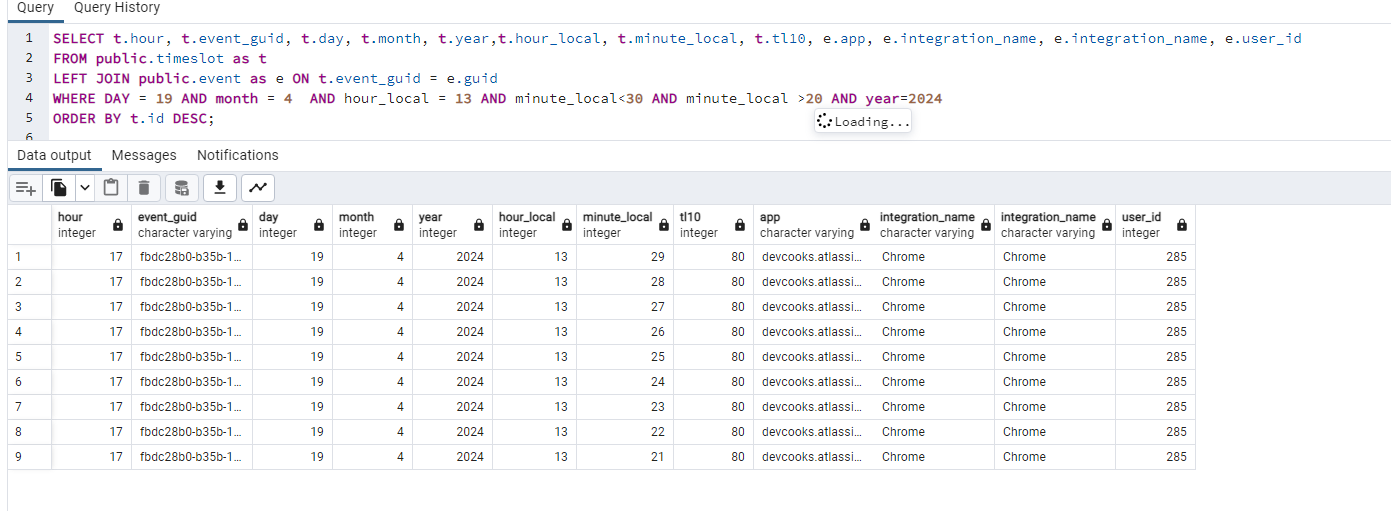 Query Query History
1 SELECT t.hour, t.event_guid, t.day, t.month, t.year,t.hour_local, t.minute_local, t.tl10, e.app, e.integration_name, e.integration_name, e.user_id
2 FROM public.timeslot as t
3 LEFT JOIN public.event as e ON t.event_guid = e.guid
4 WHERE DAY = 19 AND month = 4  AND hour_local = 13 AND minute_local<30 AND minute_local >20 AND year=2024
5 ORDER BY t.id DESC;
6
Loading...
Data output Messages Notifications
hour event_guid day month year hour_local minute_local tl10 app integration_name integration_name user_id
integer character varying integer integer integer integer integer integer character varying character varying character varying integer
1 17 fbdc28b0-b35b-1... 19 4 2024 13 29 80 devcooks.atlassi... Chrome Chrome 285
2 17 fbdc28b0-b35b-1... 19 4 2024 13 28 80 devcooks.atlassi... Chrome Chrome 285
3 17 fbdc28b0-b35b-1... 19 4 2024 13 27 80 devcooks.atlassi... Chrome Chrome 285
4 17 fbdc28b0-b35b-1... 19 4 2024 13 26 80 devcooks.atlassi... Chrome Chrome 285
5 17 fbdc28b0-b35b-1... 19 4 2024 13 25 80 devcooks.atlassi... Chrome Chrome 285
6 17 fbdc28b0-b35b-1... 19 4 2024 13 24 80 devcooks.atlassi... Chrome Chrome 285
7 17 fbdc28b0-b35b-1... 19 4 2024 13 23 80 devcooks.atlassi... Chrome Chrome 285
8 17 fbdc28b0-b35b-1... 19 4 2024 13 22 80 devcooks.atlassi... Chrome Chrome 285
9 17 fbdc28b0-b35b-1... 19 4 2024 13 21 80 devcooks.atlassi... Chrome Chrome 285